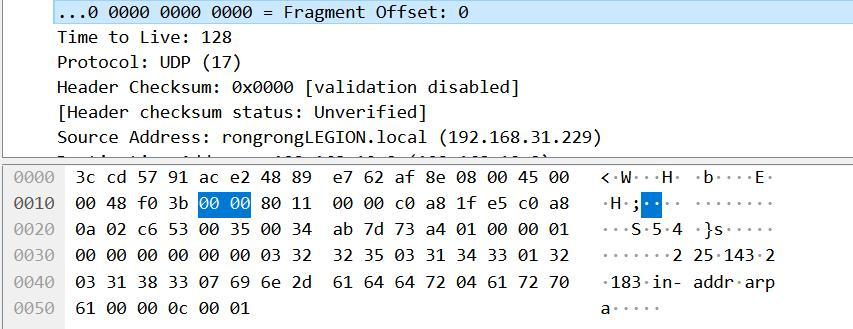 ...0 0000 0000 0000 = Fragment Offset: 0
Time to Live: 128
Protocol: UDP (17)
Header Checksum: 0x0000 [validation disabled]
[Header checksum status: Unverified]
Source Address: rongrongLEGION.local (192.168.31.229)
0000 3c cd 57 91 ac e2 48 89 e7 62 af 8e 08 00 45 00 <·W···H· ·b····E·
0010 00 48 f0 3b 00 00 80 11 00 00 c0 a8 1f e5 c0 a8 ·H·;···· ········
0020 0a 02 c6 53 00 35 00 34 ab 7d 73 a4 01 00 00 01 ···S·5·4 ·}s·····
0030 00 00 00 00 00 00 03 32 32 35 03 31 34 33 01 32 ·······2 25·143·2
0040 03 31 38 33 07 69 6e 2d 61 64 64 72 04 61 72 70 ·183·in- addr·arp
0050 61 00 00 0c 00 01 a·····